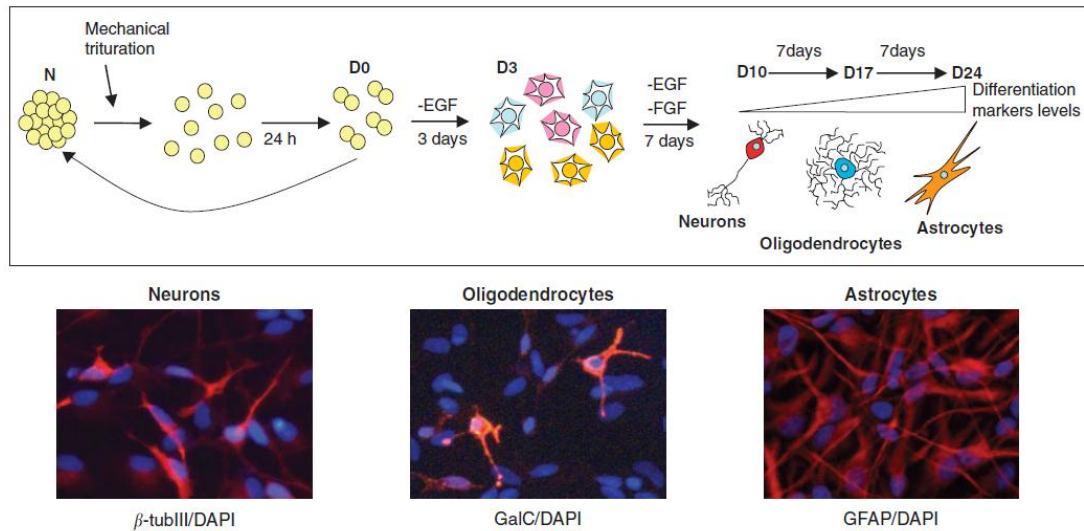 Mechanical
trituration
N
24 h
D0
-EGF
3 days
D3
-EGF
-FGF
7 days
7days
7days
D10
D17
D24
Differentiation
markers levels
Neurons
Oligodendrocytes
Astrocytes
Neurons
Oligodendrocytes
Astrocytes
β-tubIII/DAPI
GalC/DAPI
GFAP/DAPI